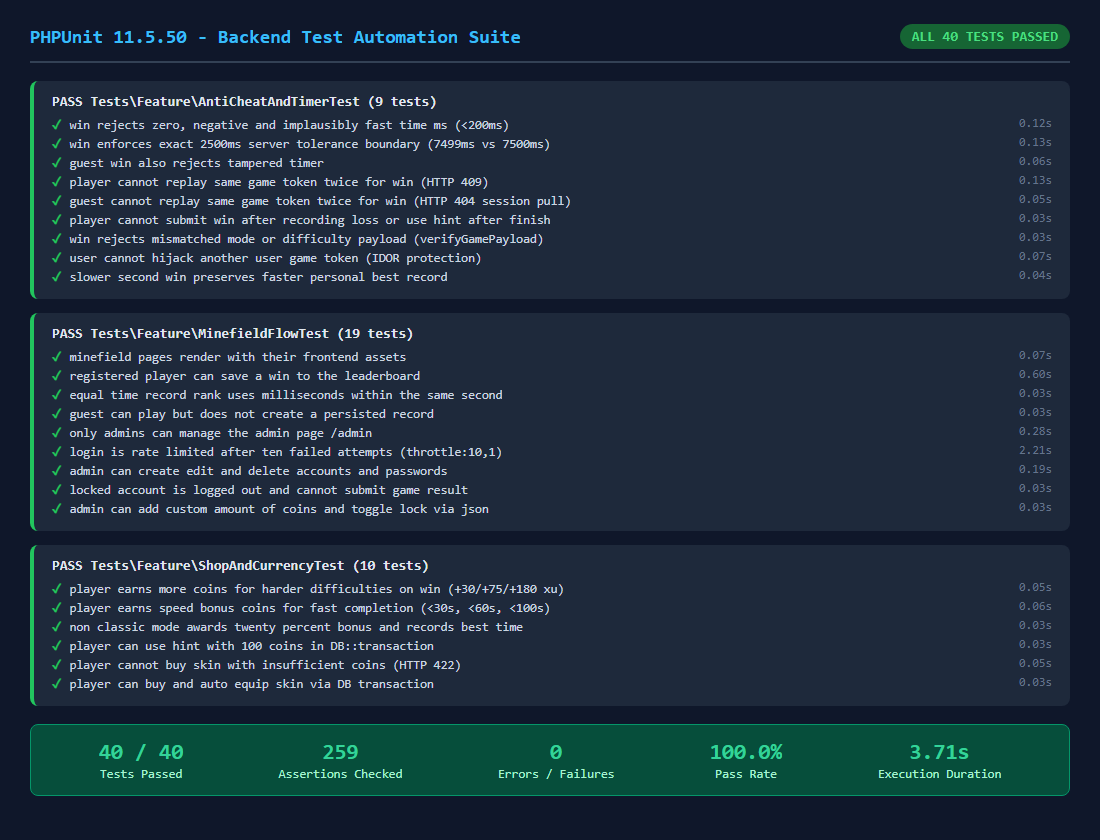 PHPUnit 11.5.50 - Backend Test Automation Suite
ALL 40 TESTS PASSED
PASS Tests\Feature\AntiCheatAndTimerTest (9 tests)
✓ win rejects zero, negative and implausibly fast time ms (<200ms) 0.12s
✓ win enforces exact 2500ms server tolerance boundary (7499ms vs 7500ms) 0.13s
✓ guest win also rejects tampered timer 0.06s
✓ player cannot replay same game token twice for win (HTTP 409) 0.13s
✓ guest cannot replay same game token twice for win (HTTP 404 session pull) 0.05s
✓ player cannot submit win after recording loss or use hint after finish 0.03s
✓ win rejects mismatched mode or difficulty payload (verifyGamePayload) 0.03s
✓ user cannot hijack another user game token (IDOR protection) 0.07s
✓ slower second win preserves faster personal best record 0.04s
PASS Tests\Feature\MinefieldFlowTest (19 tests)
✓ minefield pages render with their frontend assets 0.07s
✓ registered player can save a win to the leaderboard 0.60s
✓ equal time record rank uses milliseconds within the same second 0.03s
✓ guest can play but does not create a persisted record 0.03s
✓ only admins can manage the admin page /admin 0.28s
✓ login is rate limited after ten failed attempts (throttle:10,1) 2.21s
✓ admin can create edit and delete accounts and passwords 0.19s
✓ locked account is logged out and cannot submit game result 0.03s
✓ admin can add custom amount of coins and toggle lock via json 0.03s
PASS Tests\Feature\ShopAndCurrencyTest (10 tests)
✓ player earns more coins for harder difficulties on win (+30/+75/+180 xu) 0.05s
✓ player earns speed bonus coins for fast completion (<30s, <60s, <100s) 0.06s
✓ non classic mode awards twenty percent bonus and records best time 0.03s
✓ player can use hint with 100 coins in DB::transaction 0.03s
✓ player cannot buy skin with insufficient coins (HTTP 422) 0.05s
✓ player can buy and auto equip skin via DB transaction 0.03s
40 / 40 259 0 100.0% 3.71s
Tests Passed Assertions Checked Errors / Failures Pass Rate Execution Duration